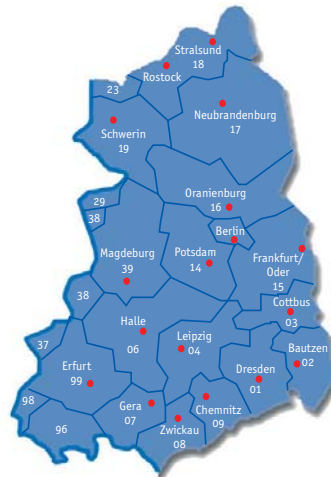 Stralsund
18
Rostock
23
Neubrandenburg
17
Schwerin
19
Oranienburg
16
29
38
Berlin
Magdeburg
39
Potsdam
14
Frankfurt/
Oder
15
38
Cottbus
03
Halle
06
Leipzig
04
37
Bautzen
02
Erfurt
99
Dresden
01
98
Gera
07
Chemnitz
09
96
Zwickau
08